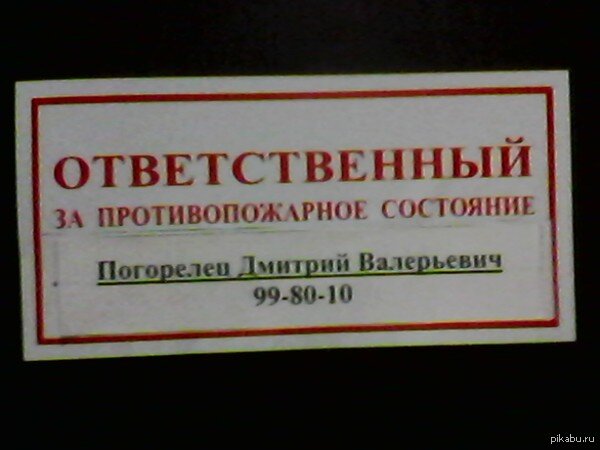 ОТВЕТСТВЕННЫЙ
ЗА ПРОТИВОПОЖАРНОЕ СОСТОЯНИЕ
Погорелец Дмитрий Валерьевич
99-80-10
pikabu.ru